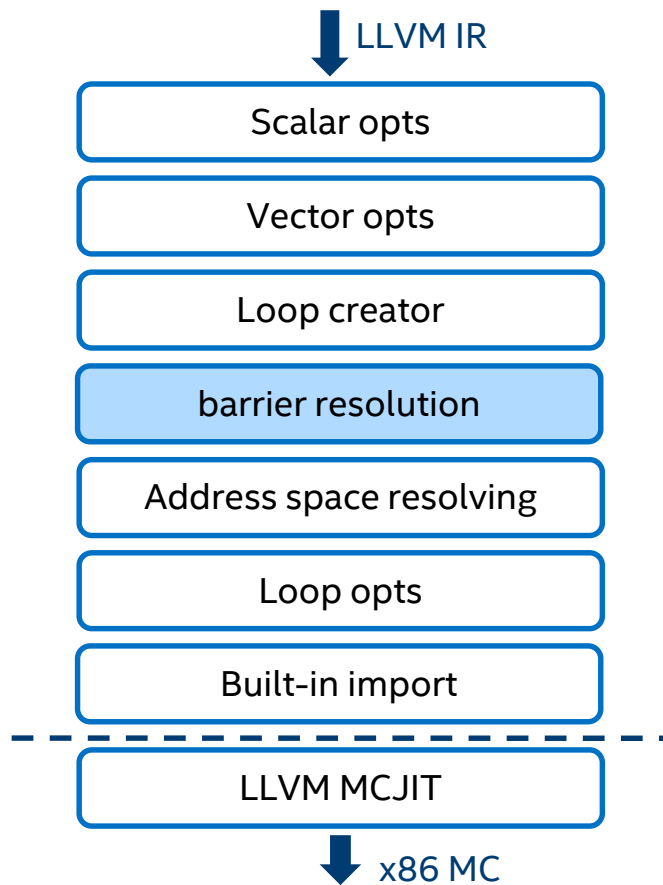 LLVM IR
Scalar opts
Vector opts
Loop creator
barrier resolution
Address space resolving
Loop opts
Built-in import
LLVM MCJIT
x86 MC